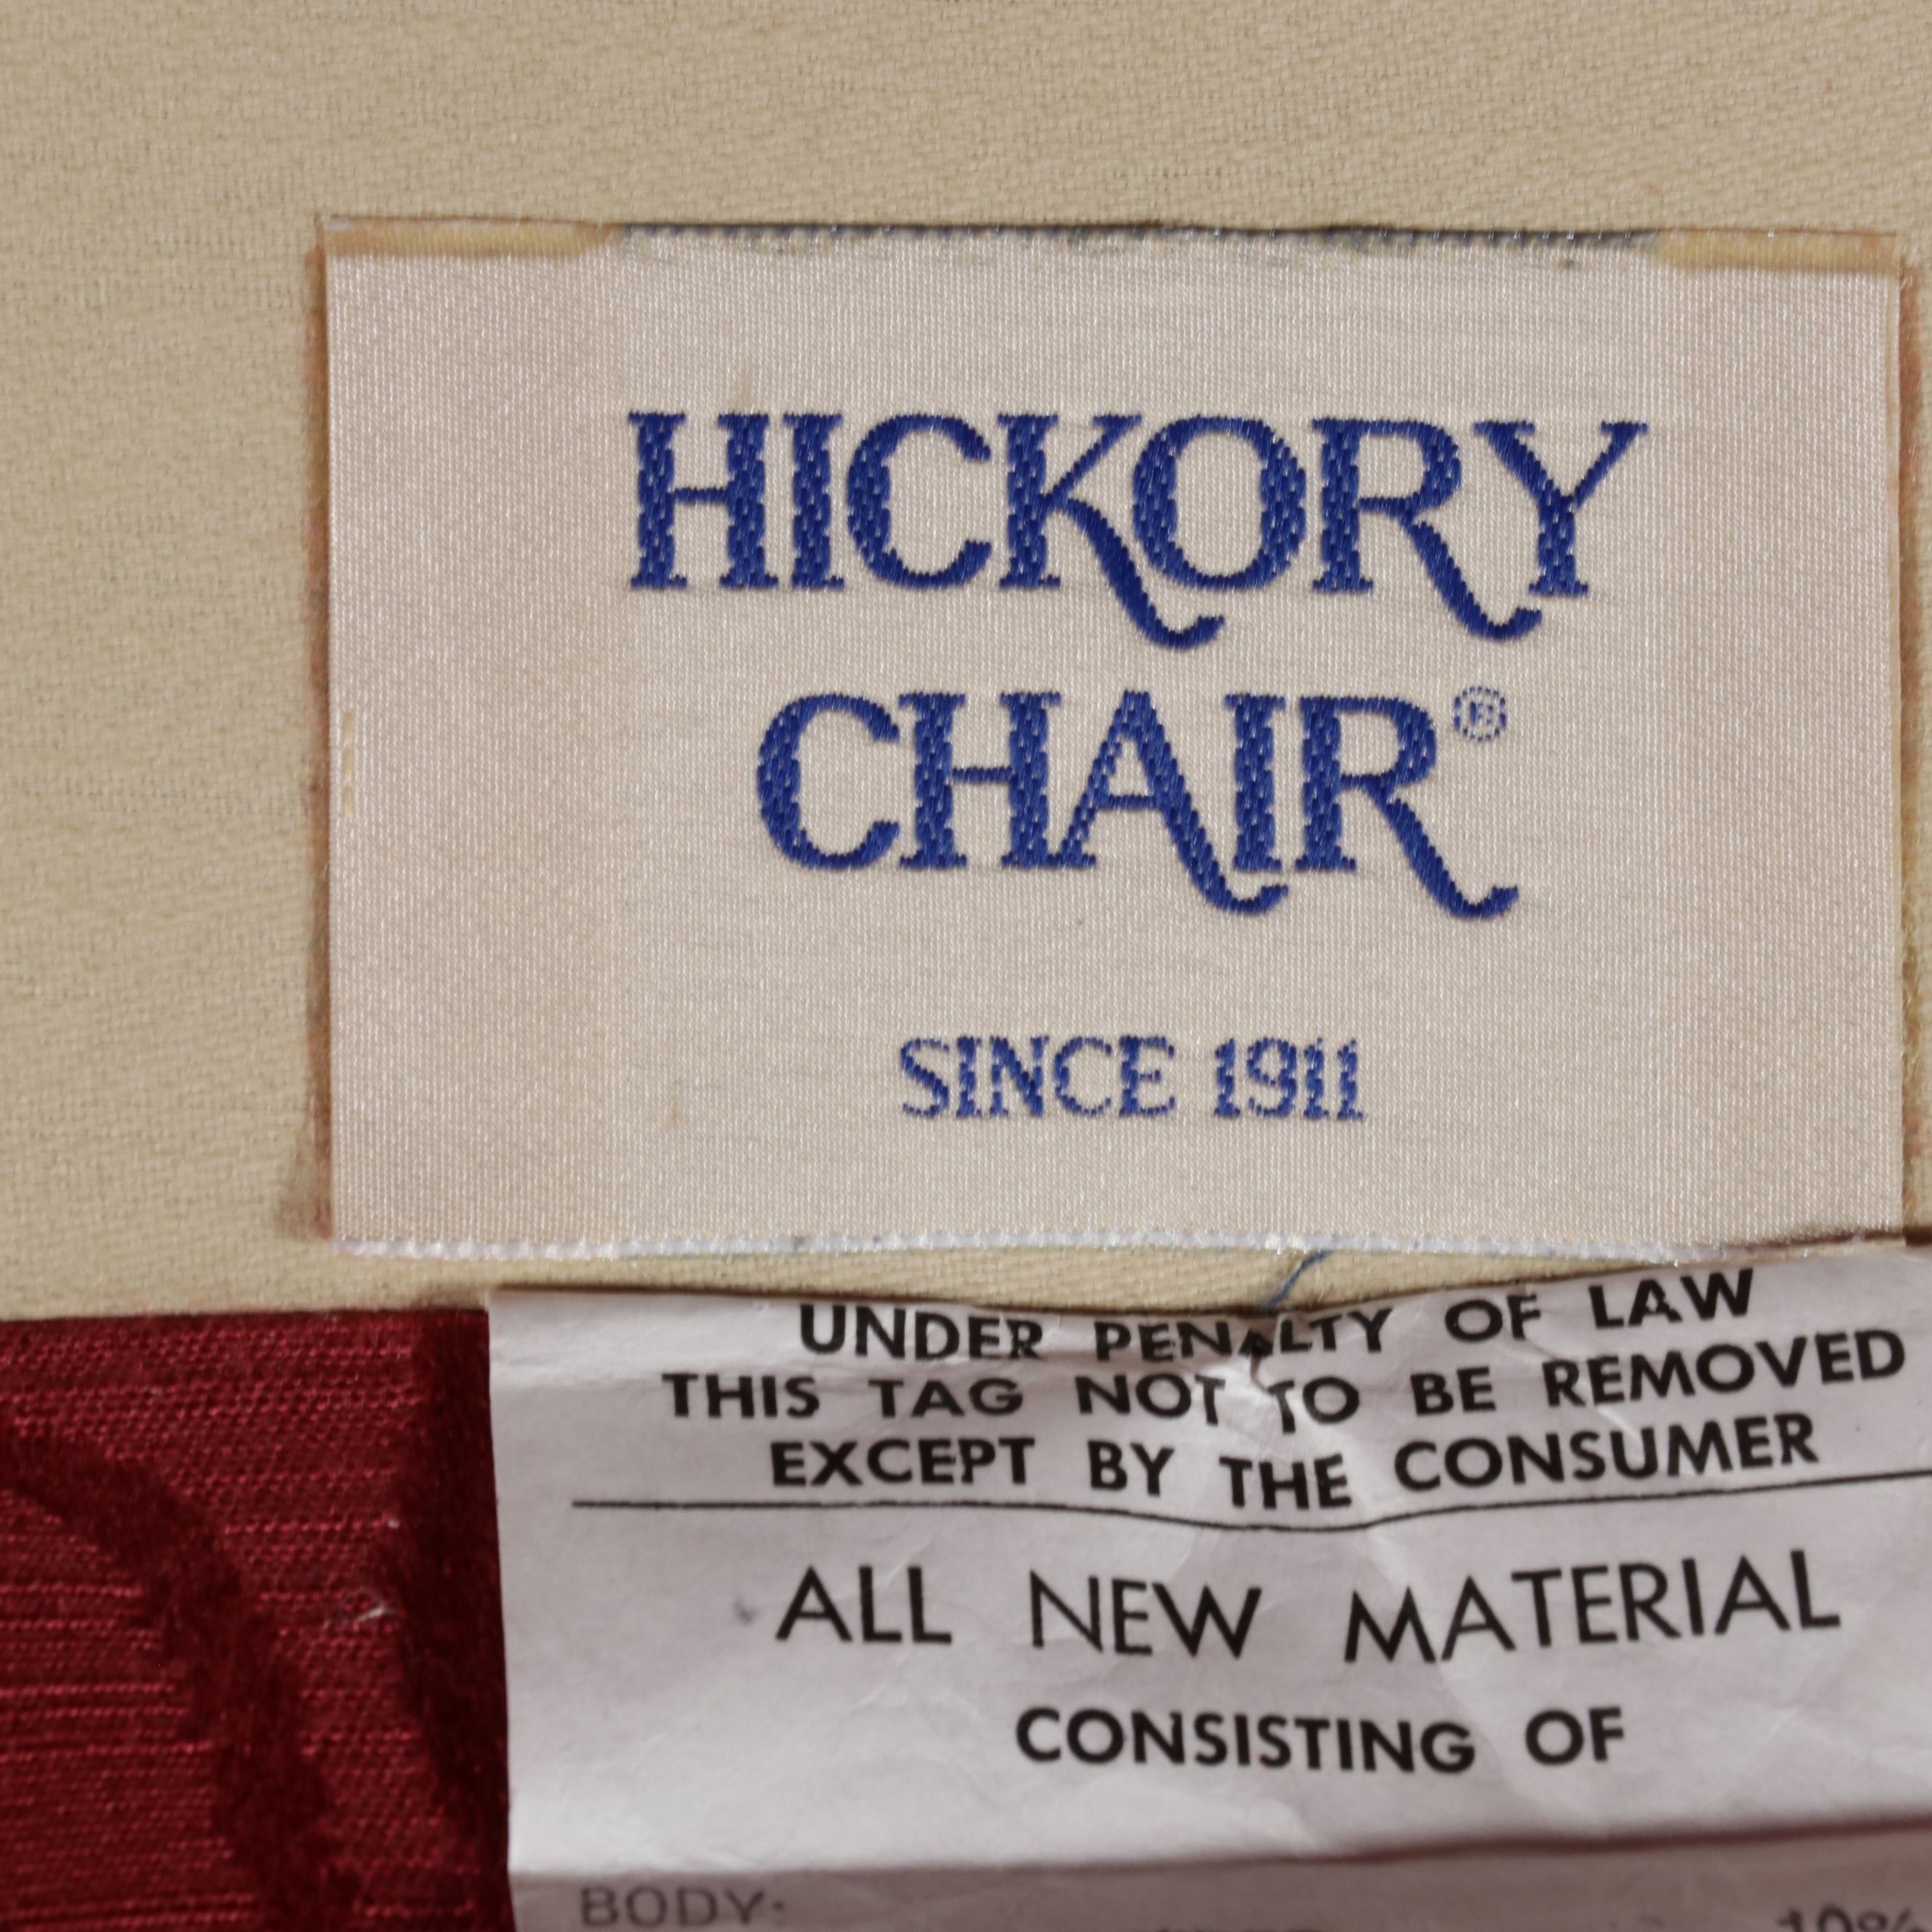 HICKORY
CHAIR®
SINCE 1911
UNDER PENALTY OF LAW
THIS TAG NOT TO BE REMOVED
EXCEPT BY THE CONSUMER
ALL NEW MATERIAL
CONSISTING OF
BODY:
10%